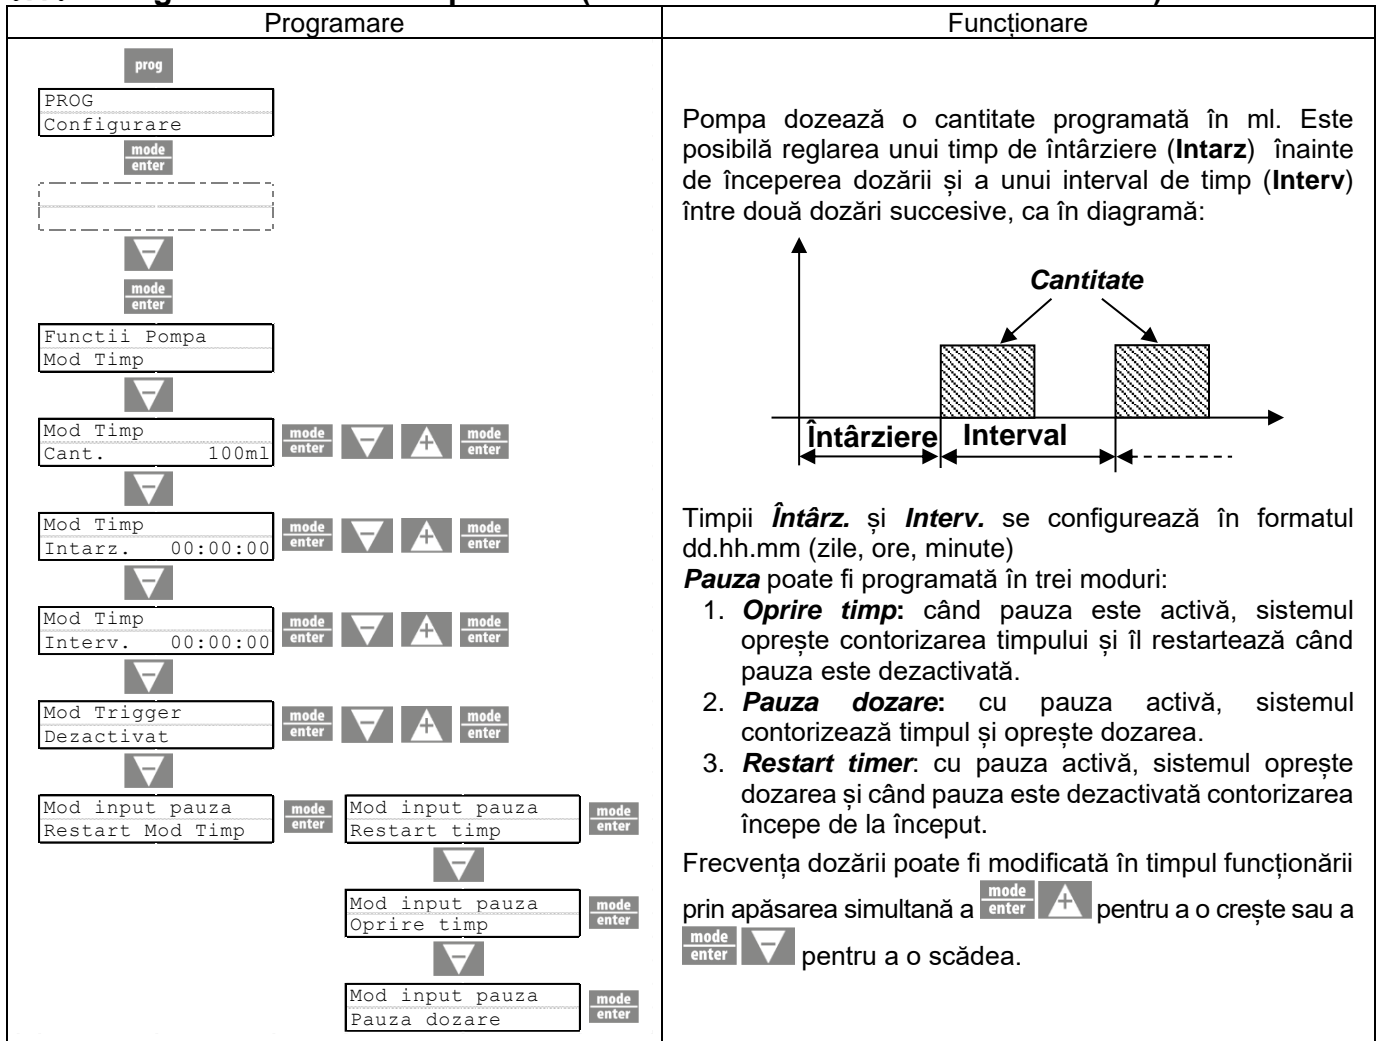 Programare
Funcționare
prog
PROG
Configurare
mode
enter
mode
enter
Functii Pompa
Mod Timp
Mod Timp
Cant. 100ml
mode
enter
mode
enter
Mod Timp
Intarz. 00:00:00
mode
enter
mode
enter
Mod Timp
Interv. 00:00:00
mode
enter
mode
enter
Mod Trigger
Dezactivat
mode
enter
mode
enter
Mod input pauza
Restart Mod Timp
mode
enter
Mod input pauza
Restart timp
mode
enter
Mod input pauza
Oprire timp
mode
enter
Mod input pauza
Pauza dozare
mode
enter
Pompa dozează o cantitate programată în ml. Este
posibilă reglarea unui timp de întârziere (Intarz) înainte
de începerea dozării și a unui interval de timp (Interv)
între două dozări succesive, ca în diagramă:
Cantitate
Întârziere
Interval
Timpii Întârz. și Interv. se configurează în formatul
dd.hh.mm (zile, ore, minute)
Pauza poate fi programată în trei moduri:
1. Oprire timp: când pauza este activă, sistemul
oprește contorizarea timpului și îl restartează când
pauza este dezactivată.
2. Pauza dozare: cu pauza activă, sistemul
contorizează timpul și oprește dozarea.
3. Restart timer: cu pauza activă, sistemul oprește
dozarea și când pauza este dezactivată contorizarea
începe de la început.
Frecvența dozării poate fi modificată în timpul funcționării
prin apăsarea simultană a mode enter + pentru a o crește sau a
mode enter − pentru a o scădea.